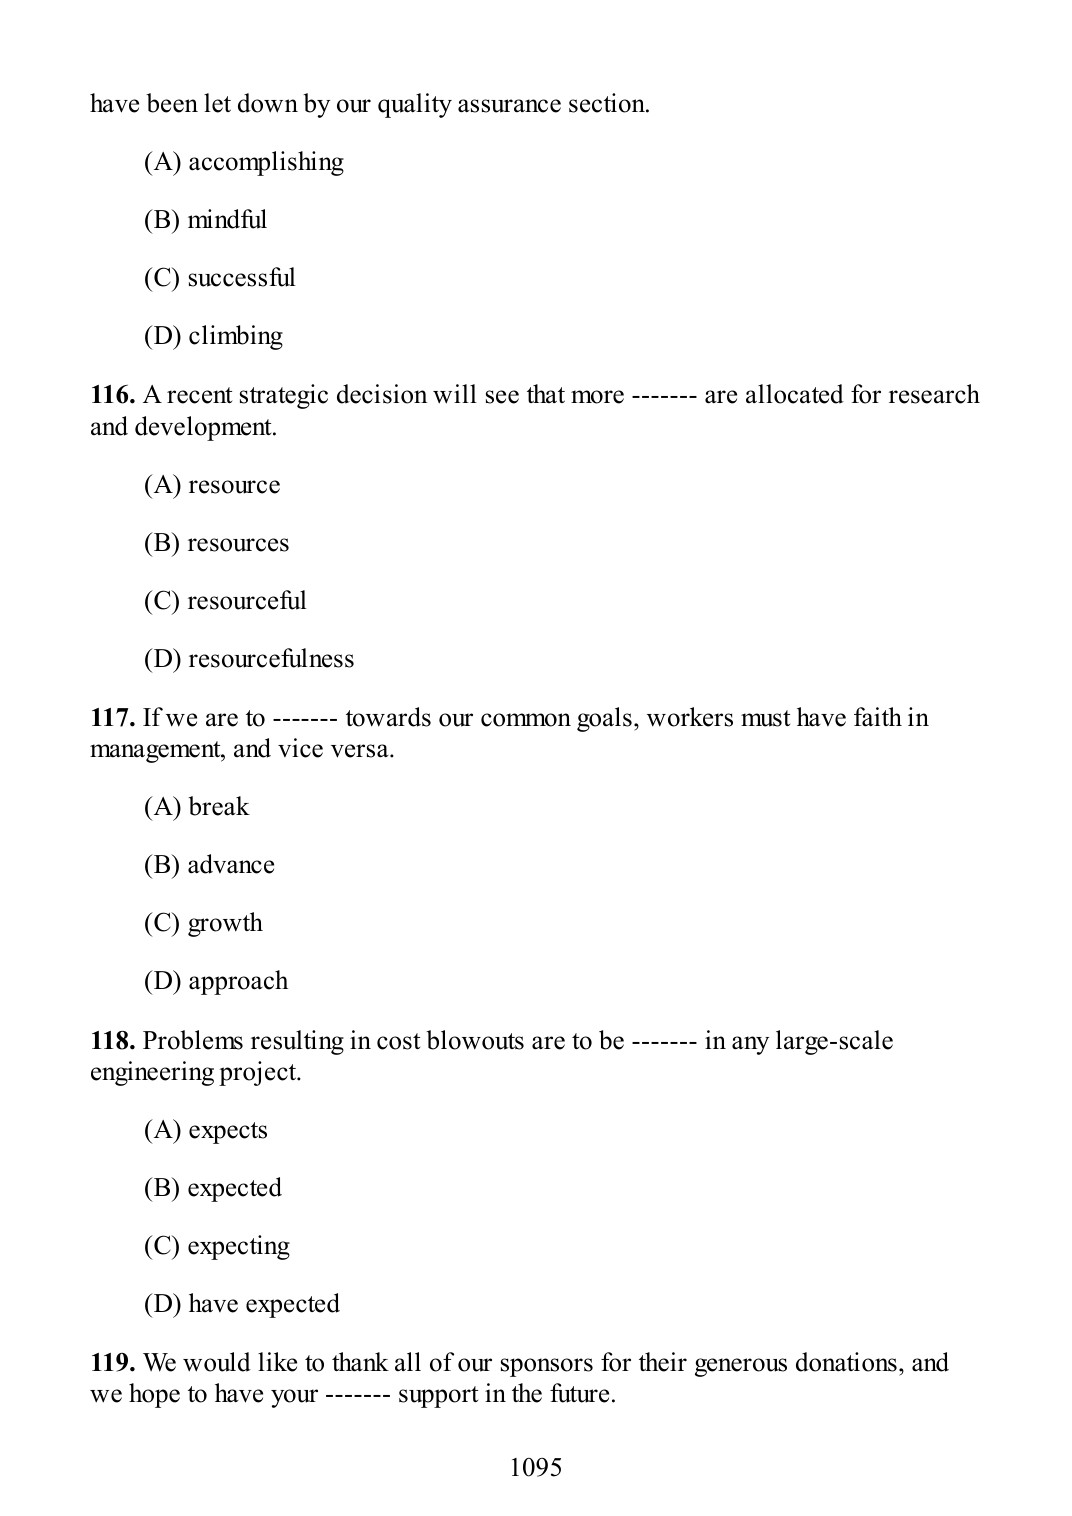 have been let down by our quality assurance section.
(A) accomplishing
(B) mindful
(C) successful
(D) climbing
116. A recent strategic decision will see that more ------- are allocated for research
and development.
(A) resource
(B) resources
(C) resourceful
(D) resourcefulness
117. If we are to ------- towards our common goals, workers must have faith in
management, and vice versa.
(A) break
(B) advance
(C) growth
(D) approach
118. Problems resulting in cost blowouts are to be ------- in any large-scale
engineering project.
(A) expects
(B) expected
(C) expecting
(D) have expected
119. We would like to thank all of our sponsors for their generous donations, and
we hope to have your ------- support in the future.
1095